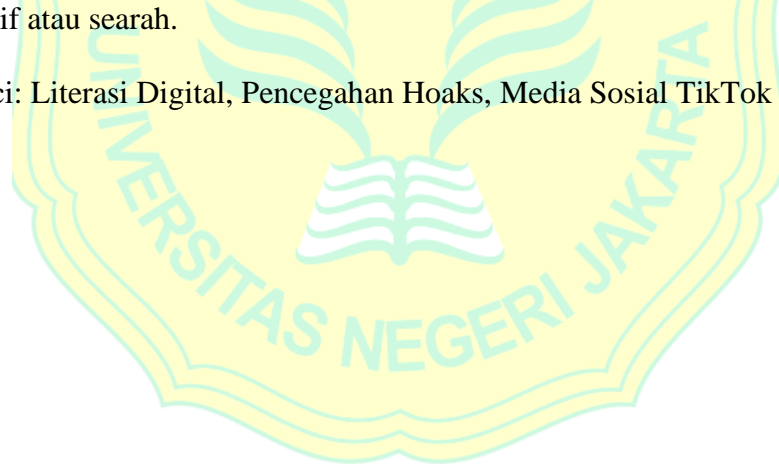 if atau searah.
ci: Literasi Digital, Pencegahan Hoaks, Media Sosial TikTok
UNIVERSITAS NEGERI JAKARTA